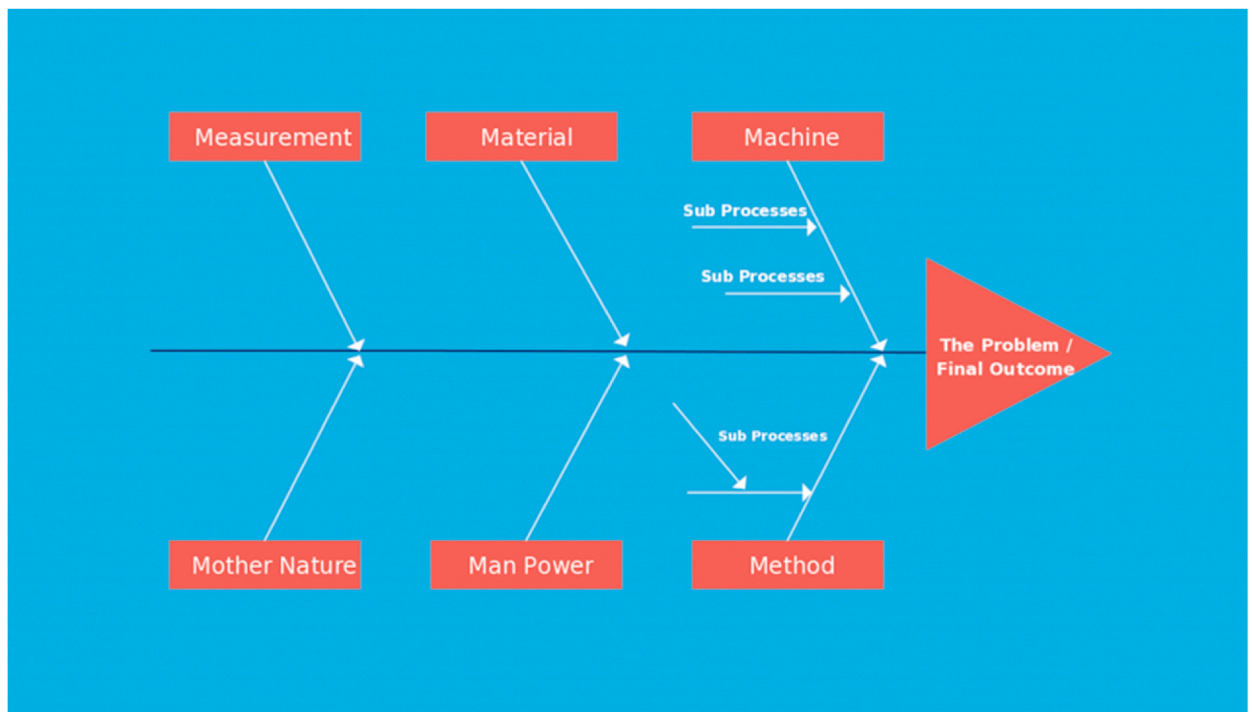 Measurement
Material
Machine
Sub Processes
Sub Processes
The Problem /
Final Outcome
Sub Processes
Mother Nature
Man Power
Method